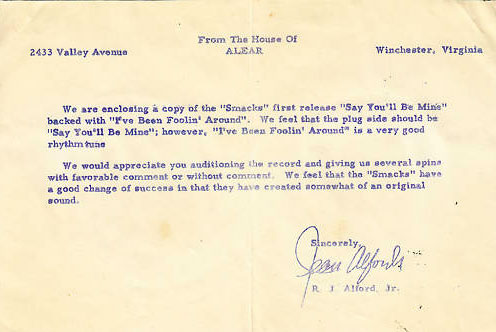 From The House Of
2433 Valley Avenue ALEAR Winchester, Virginia
We are enclosing a copy of the "Smacks" first release "Say You'll Be Mine"
backed with "I've Been Foolin' Around". We feel that the plug side should be
"Say You'll Be Mine"; however, "I've Been Foolin' Around" is a very good
rhythm tune
We would appreciate you auditioning the record and giving us several spins
with favorable comment or without comment. We feel that the "Smacks" have
a good change of success in that they have created somewhat of an original
sound.
Sincerely,
R. J. Alford, Jr.